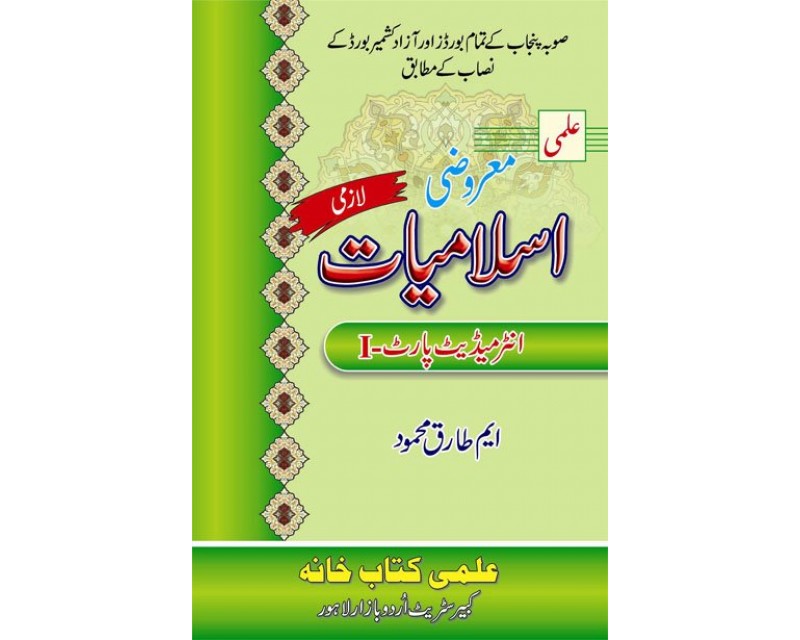 صوبہ پنجاب کے تمام بورڈز اور آزاد کشمیر بورڈ کے
نصاب کے مطابق
علمی
معروضی
لازمی
اسلامیات
انٹرمیڈیٹ پارٹ-I
ایم طارق محمود
علمی کتاب خانہ
کبیر سٹریٹ اُردو بازار لاہور